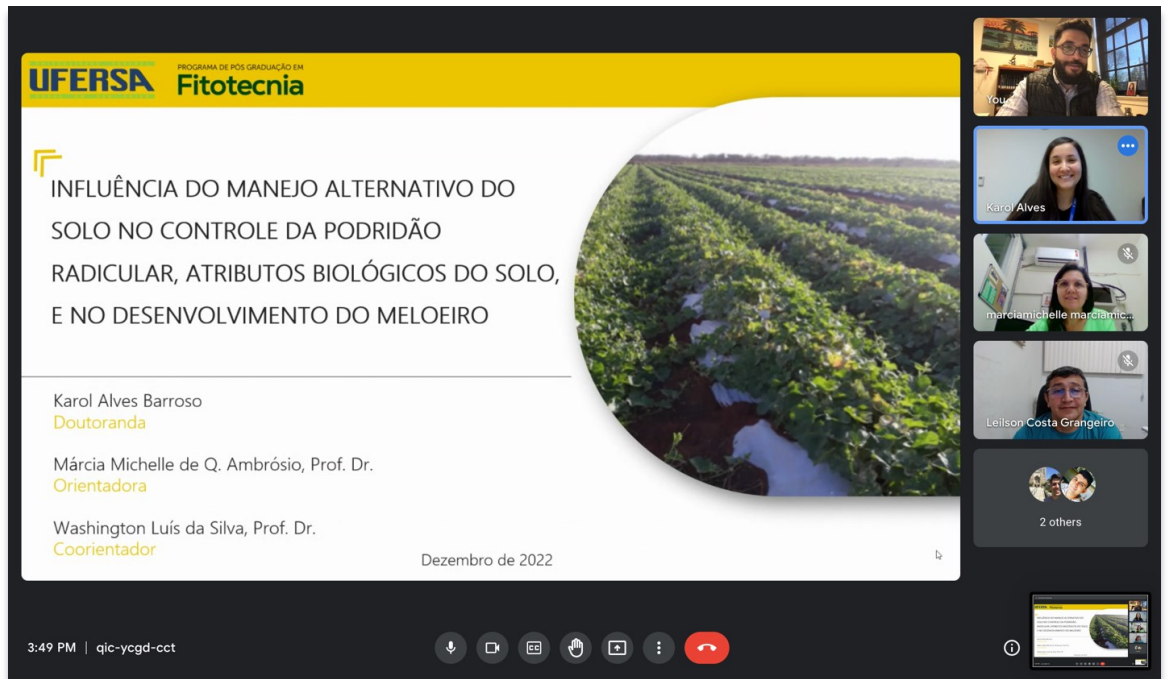 UFERSA
PROGRAMA DE PÓS GRADUAÇÃO EM
Fitotecnia
INFLUÊNCIA DO MANEJO ALTERNATIVO DO
SOLO NO CONTROLE DA PODRIDÃO
RADICULAR, ATRIBUTOS BIOLÓGICOS DO SOLO,
E NO DESENVOLVIMENTO DO MELOEIRO
Karol Alves Barroso
Doutoranda
Márcia Michelle de Q. Ambrósio, Prof. Dr.
Orientadora
Washington Luís da Silva, Prof. Dr.
Coorientador
Dezembro de 2022
You
Karol Alves
marciamichelle marciamic...
Leilson Costa Grangeiro
2 others
3:49 PM | qic-ycgd-cct
CC